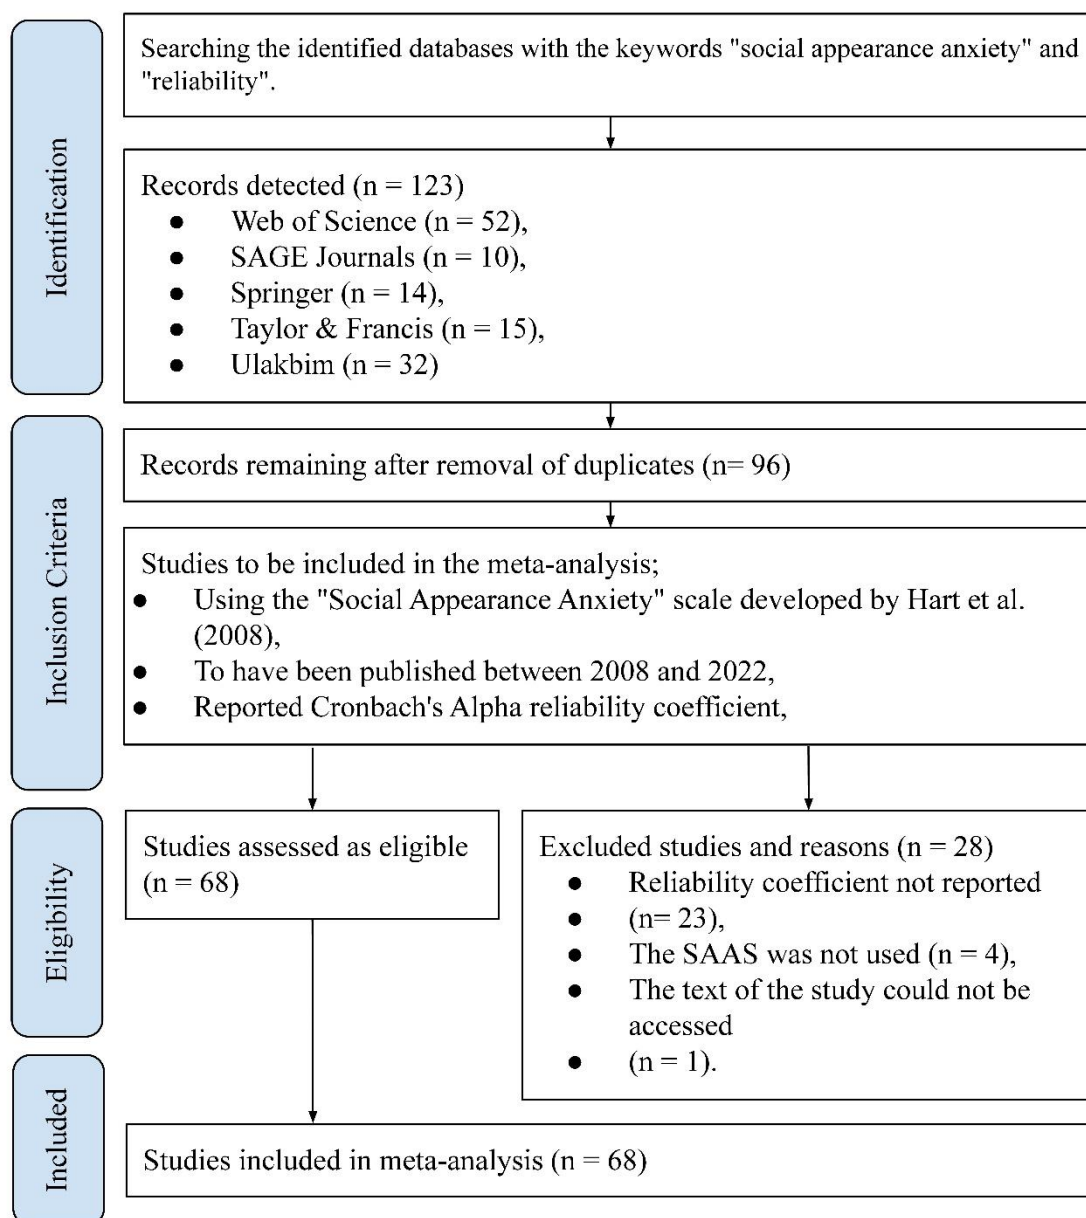 Identification
Searching the identified databases with the keywords "social appearance anxiety" and
"reliability".
Records detected (n = 123)
● Web of Science (n = 52),
● SAGE Journals (n = 10),
● Springer (n = 14),
● Taylor & Francis (n = 15),
● Ulakbim (n = 32)
Inclusion Criteria
Records remaining after removal of duplicates (n= 96)
Studies to be included in the meta-analysis;
● Using the "Social Appearance Anxiety" scale developed by Hart et al.
(2008),
● To have been published between 2008 and 2022,
● Reported Cronbach's Alpha reliability coefficient,
Eligibility
Studies assessed as eligible
(n = 68)
Excluded studies and reasons (n = 28)
● Reliability coefficient not reported
● (n= 23),
● The SAAS was not used (n = 4),
● The text of the study could not be
accessed
● (n = 1).
Included
Studies included in meta-analysis (n = 68)